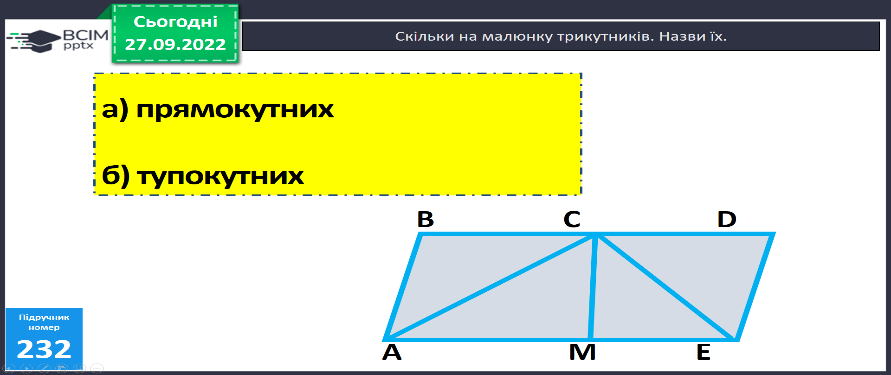 ВСІМ
pptx
Сьогодні
27.09.2022
Скільки на малюнку трикутників. Назви їх.
а) прямокутних
б) тупокутних
B C D
A M E
Підручник
номер
232